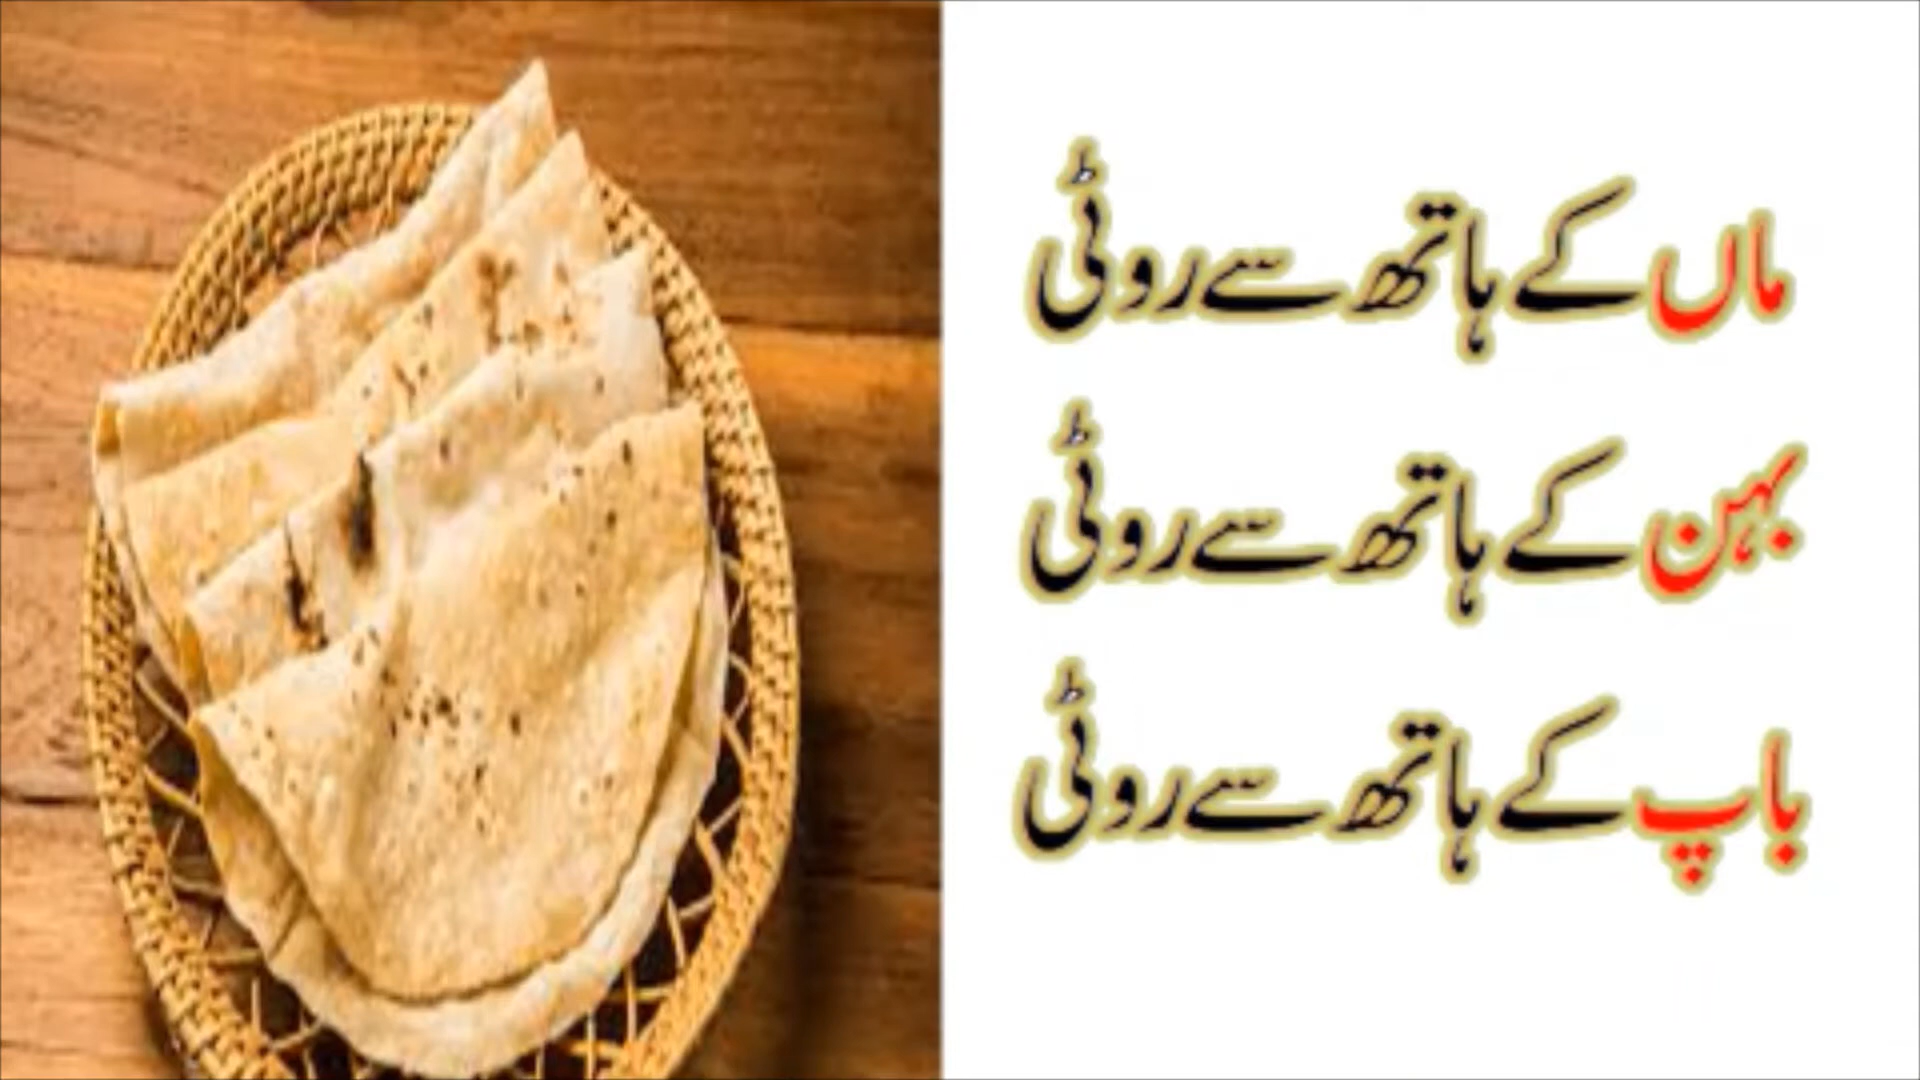 ماں کے ہاتھ سے روٹی
بہن کے ہاتھ سے روٹی
باپ کے ہاتھ سے روٹی